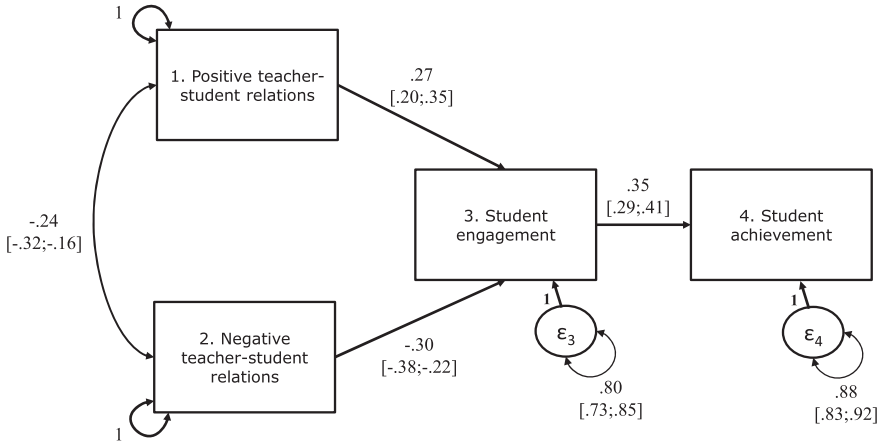 1
1. Positive teacher-
student relations
.27
[.20;.35]
-.24
[-.32;-.16]
3. Student
engagement
.35
[.29;.41]
4. Student
achievement
2. Negative
teacher-student
relations
1
-.30
[-.38;-.22]
1
ε3
.80
[.73;.85]
1
ε4
.88
[.83;.92]